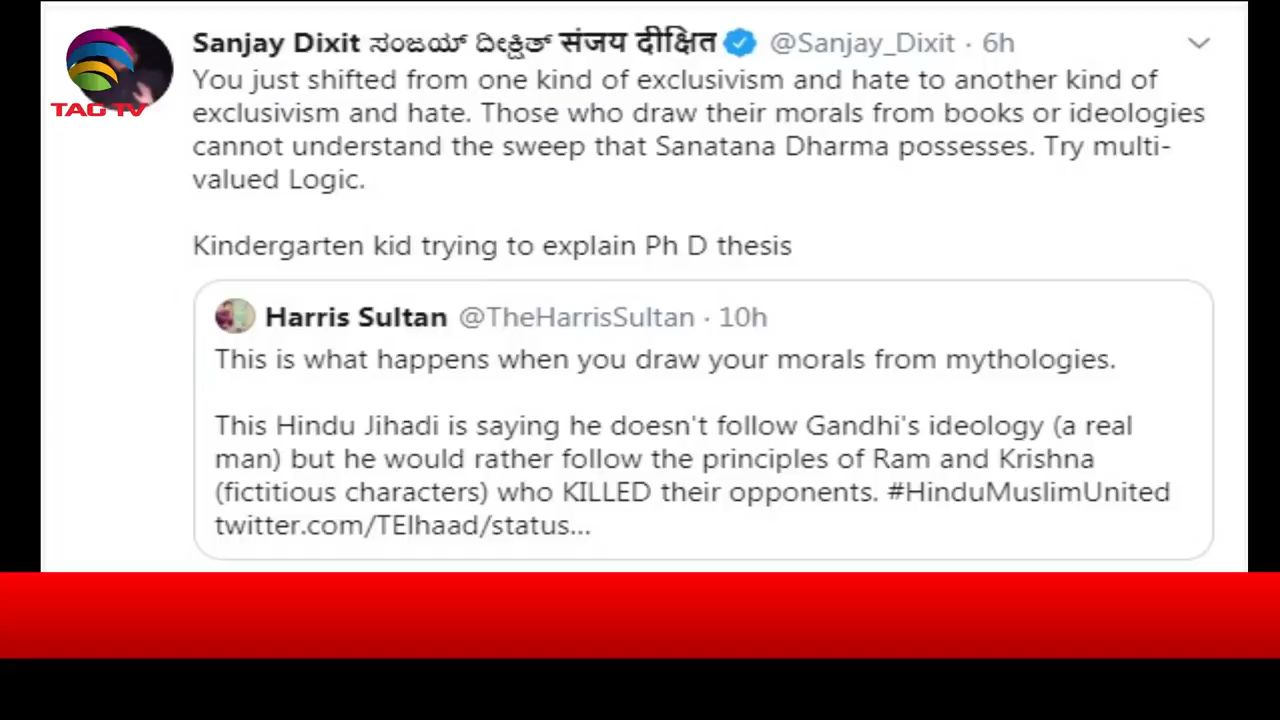 TAG TV
Sanjay Dixit ಸಂಜಯ್ ದೀಕ್ಷಿತ್ संजय दीक्षित @Sanjay_Dixit · 6h
You just shifted from one kind of exclusivism and hate to another kind of
exclusivism and hate. Those who draw their morals from books or ideologies
cannot understand the sweep that Sanatana Dharma possesses. Try multi-
valued Logic.
Kindergarten kid trying to explain Ph D thesis
Harris Sultan @TheHarrisSultan · 10h
This is what happens when you draw your morals from mythologies.
This Hindu Jihadi is saying he doesn't follow Gandhi's ideology (a real
man) but he would rather follow the principles of Ram and Krishna
(fictitious characters) who KILLED their opponents. #HinduMuslimUnited
twitter.com/TElhaad/status...